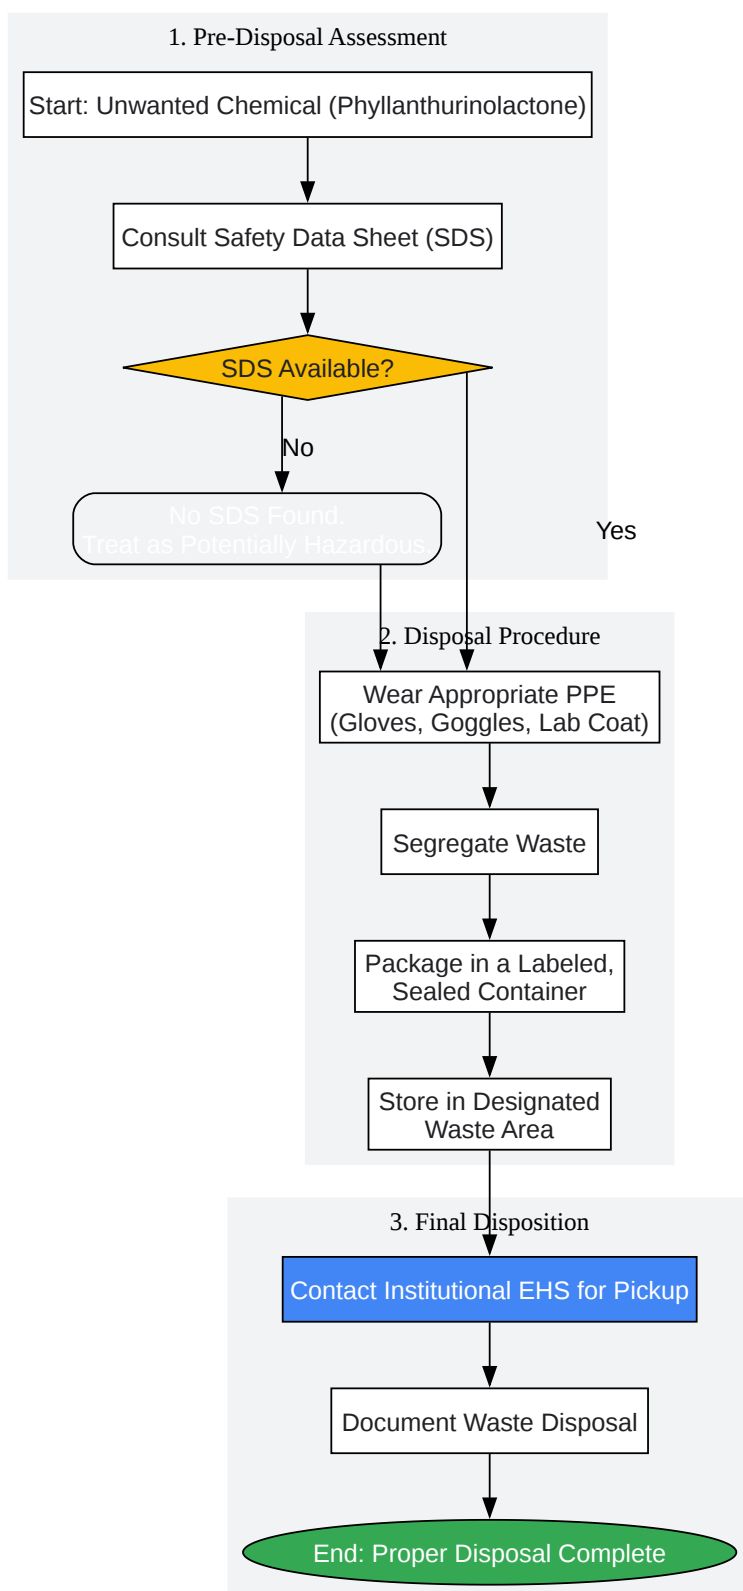 1. Pre-Disposal Assessment
Start: Unwanted Chemical (Phyllanthurinolactone)
Consult Safety Data Sheet (SDS)
SDS Available?
No
No SDS Found.
Treat as Potentially Hazardous.
Yes
2. Disposal Procedure
Wear Appropriate PPE
(Gloves, Goggles, Lab Coat)
Segregate Waste
Package in a Labeled,
Sealed Container
Store in Designated
Waste Area
3. Final Disposition
Contact Institutional EHS for Pickup
Document Waste Disposal
End: Proper Disposal Complete